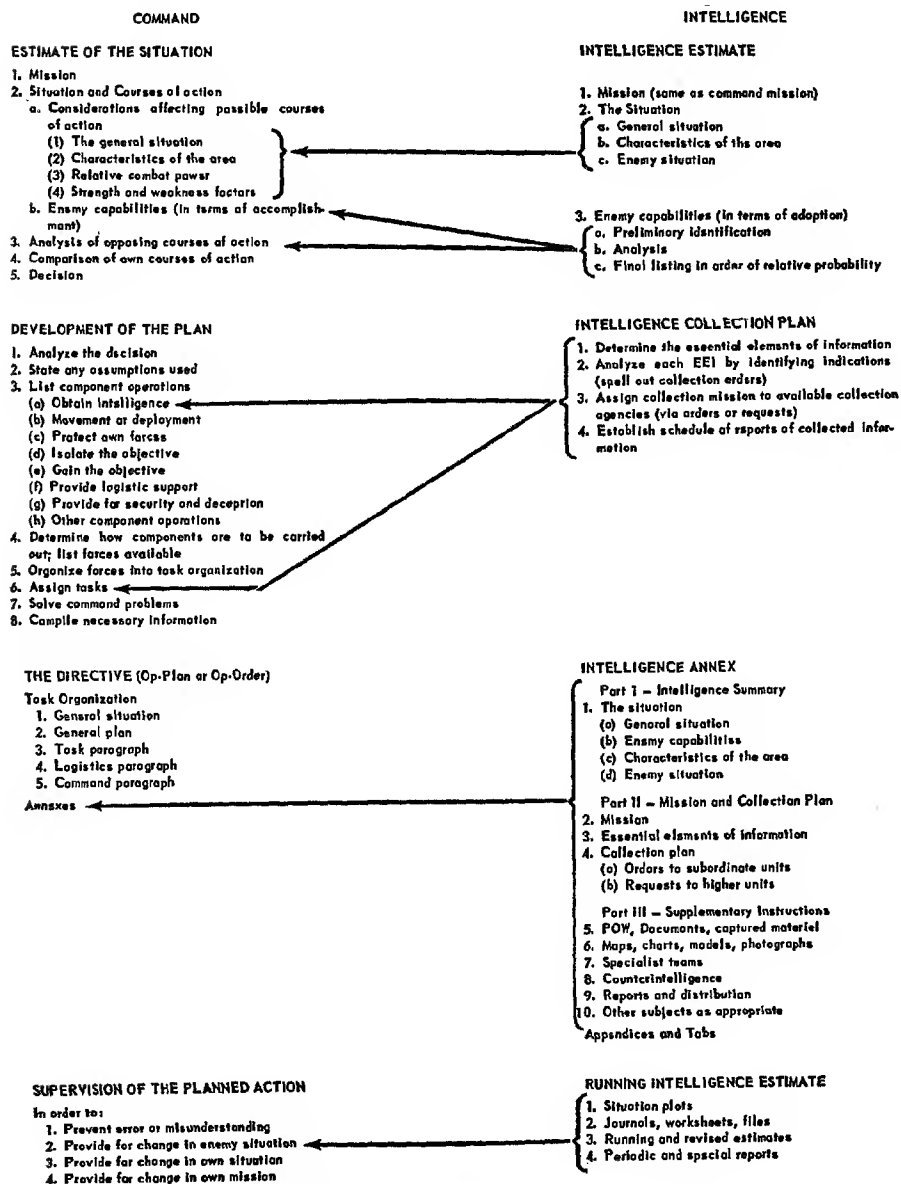 COMMAND
INTELLIGENCE
ESTIMATE OF THE SITUATION
1. Mission
2. Situation and Courses of action
a. Considerations affecting possible courses
of action
(1) The general situation
(2) Characteristics of the area
(3) Relative combat power
(4) Strength and weakness factors
b. Enemy capabilities (in terms of accomplish-
ment)
3. Analysis of opposing courses of action
4. Comparison of own courses of action
5. Decision
INTELLIGENCE ESTIMATE
1. Mission (same as command mission)
2. The Situation
a. General situation
b. Characteristics of the area
c. Enemy situation
3. Enemy capabilities (in terms of adoption)
a. Preliminary identification
b. Analysis
c. Final listing in order of relative probability
DEVELOPMENT OF THE PLAN
1. Analyze the decision
2. State any assumptions used
3. List component operations
(a) Obtain intelligence
(b) Movement or deployment
(c) Protect own forces
(d) Isolate the objective
(e) Gain the objective
(f) Provide logistic support
(g) Provide for security and deception
(h) Other component operations
4. Determine how components are to be carried
out; list forces available
5. Organize forces into task organization
6. Assign tasks
7. Solve command problems
8. Compile necessary information
INTELLIGENCE COLLECTION PLAN
1. Determine the essential elements of information
2. Analyze each EEI by identifying indications
(spell out collection orders)
3. Assign collection mission to available collection
agencies (via orders or requests)
4. Establish schedule of reports of collected infor-
mation
THE DIRECTIVE (Op-Plan or Op-Order)
Task Organization
1. General situation
2. General plan
3. Task paragraph
4. Logistics paragraph
5. Command paragraph
Annexes
INTELLIGENCE ANNEX
Part I – Intelligence Summary
1. The situation
(a) General situation
(b) Enemy capabilities
(c) Characteristics of the area
(d) Enemy situation
Part II – Mission and Collection Plan
2. Mission
3. Essential elements of information
4. Collection plan
(a) Orders to subordinate units
(b) Requests to higher units
Part III – Supplementary Instructions
5. POW, Documents, captured materiel
6. Maps, charts, models, photographs
7. Specialist teams
8. Counterintelligence
9. Reports and distribution
10. Other subjects as appropriate
Appendices and Tabs
SUPERVISION OF THE PLANNED ACTION
In order to:
1. Prevent error or misunderstanding
2. Provide for change in enemy situation
3. Provide for change in own situation
4. Provide for change in own mission
RUNNING INTELLIGENCE ESTIMATE
1. Situation plots
2. Journals, worksheets, files
3. Running and revised estimates
4. Periodic and special reports